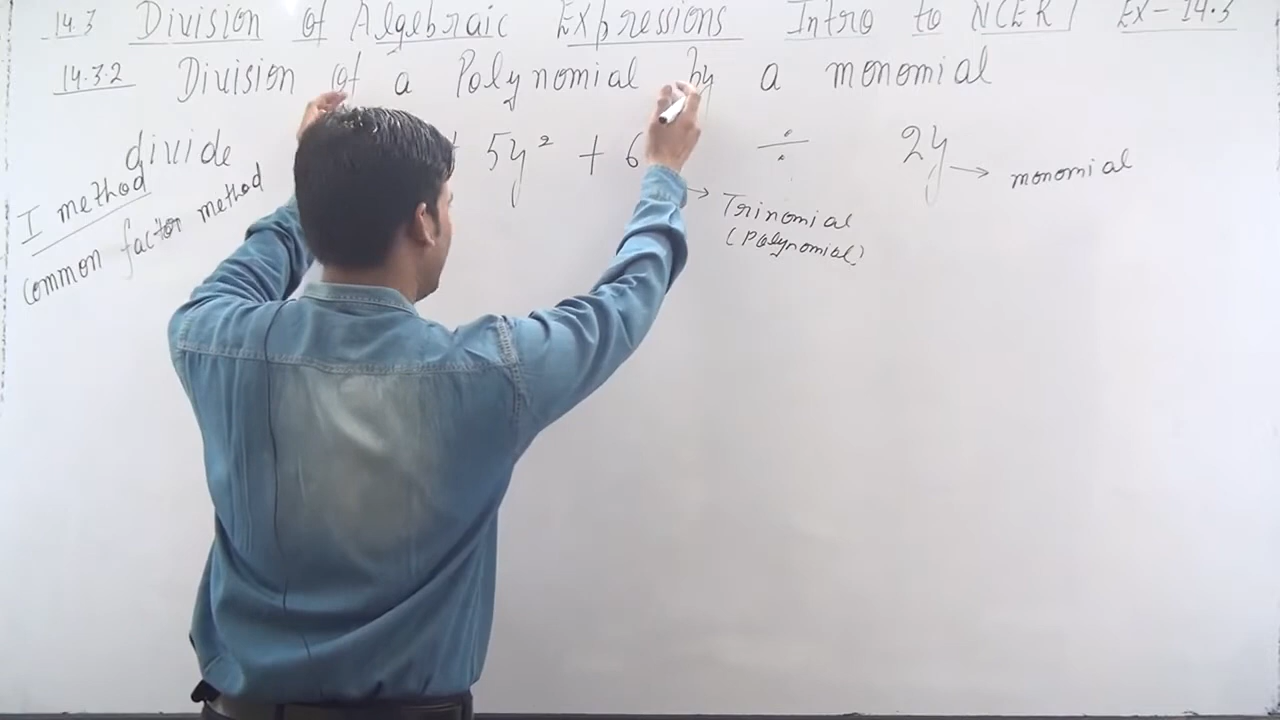 14.3 Division of Algebraic Expressions Intro to NCERT EX-14.3
14.3.2 Division of a Polynomial by a monomial
divide + 5y² + 6 ÷ 2y → monomial
I method
common factor method
→ Trinomial
(Polynomial)